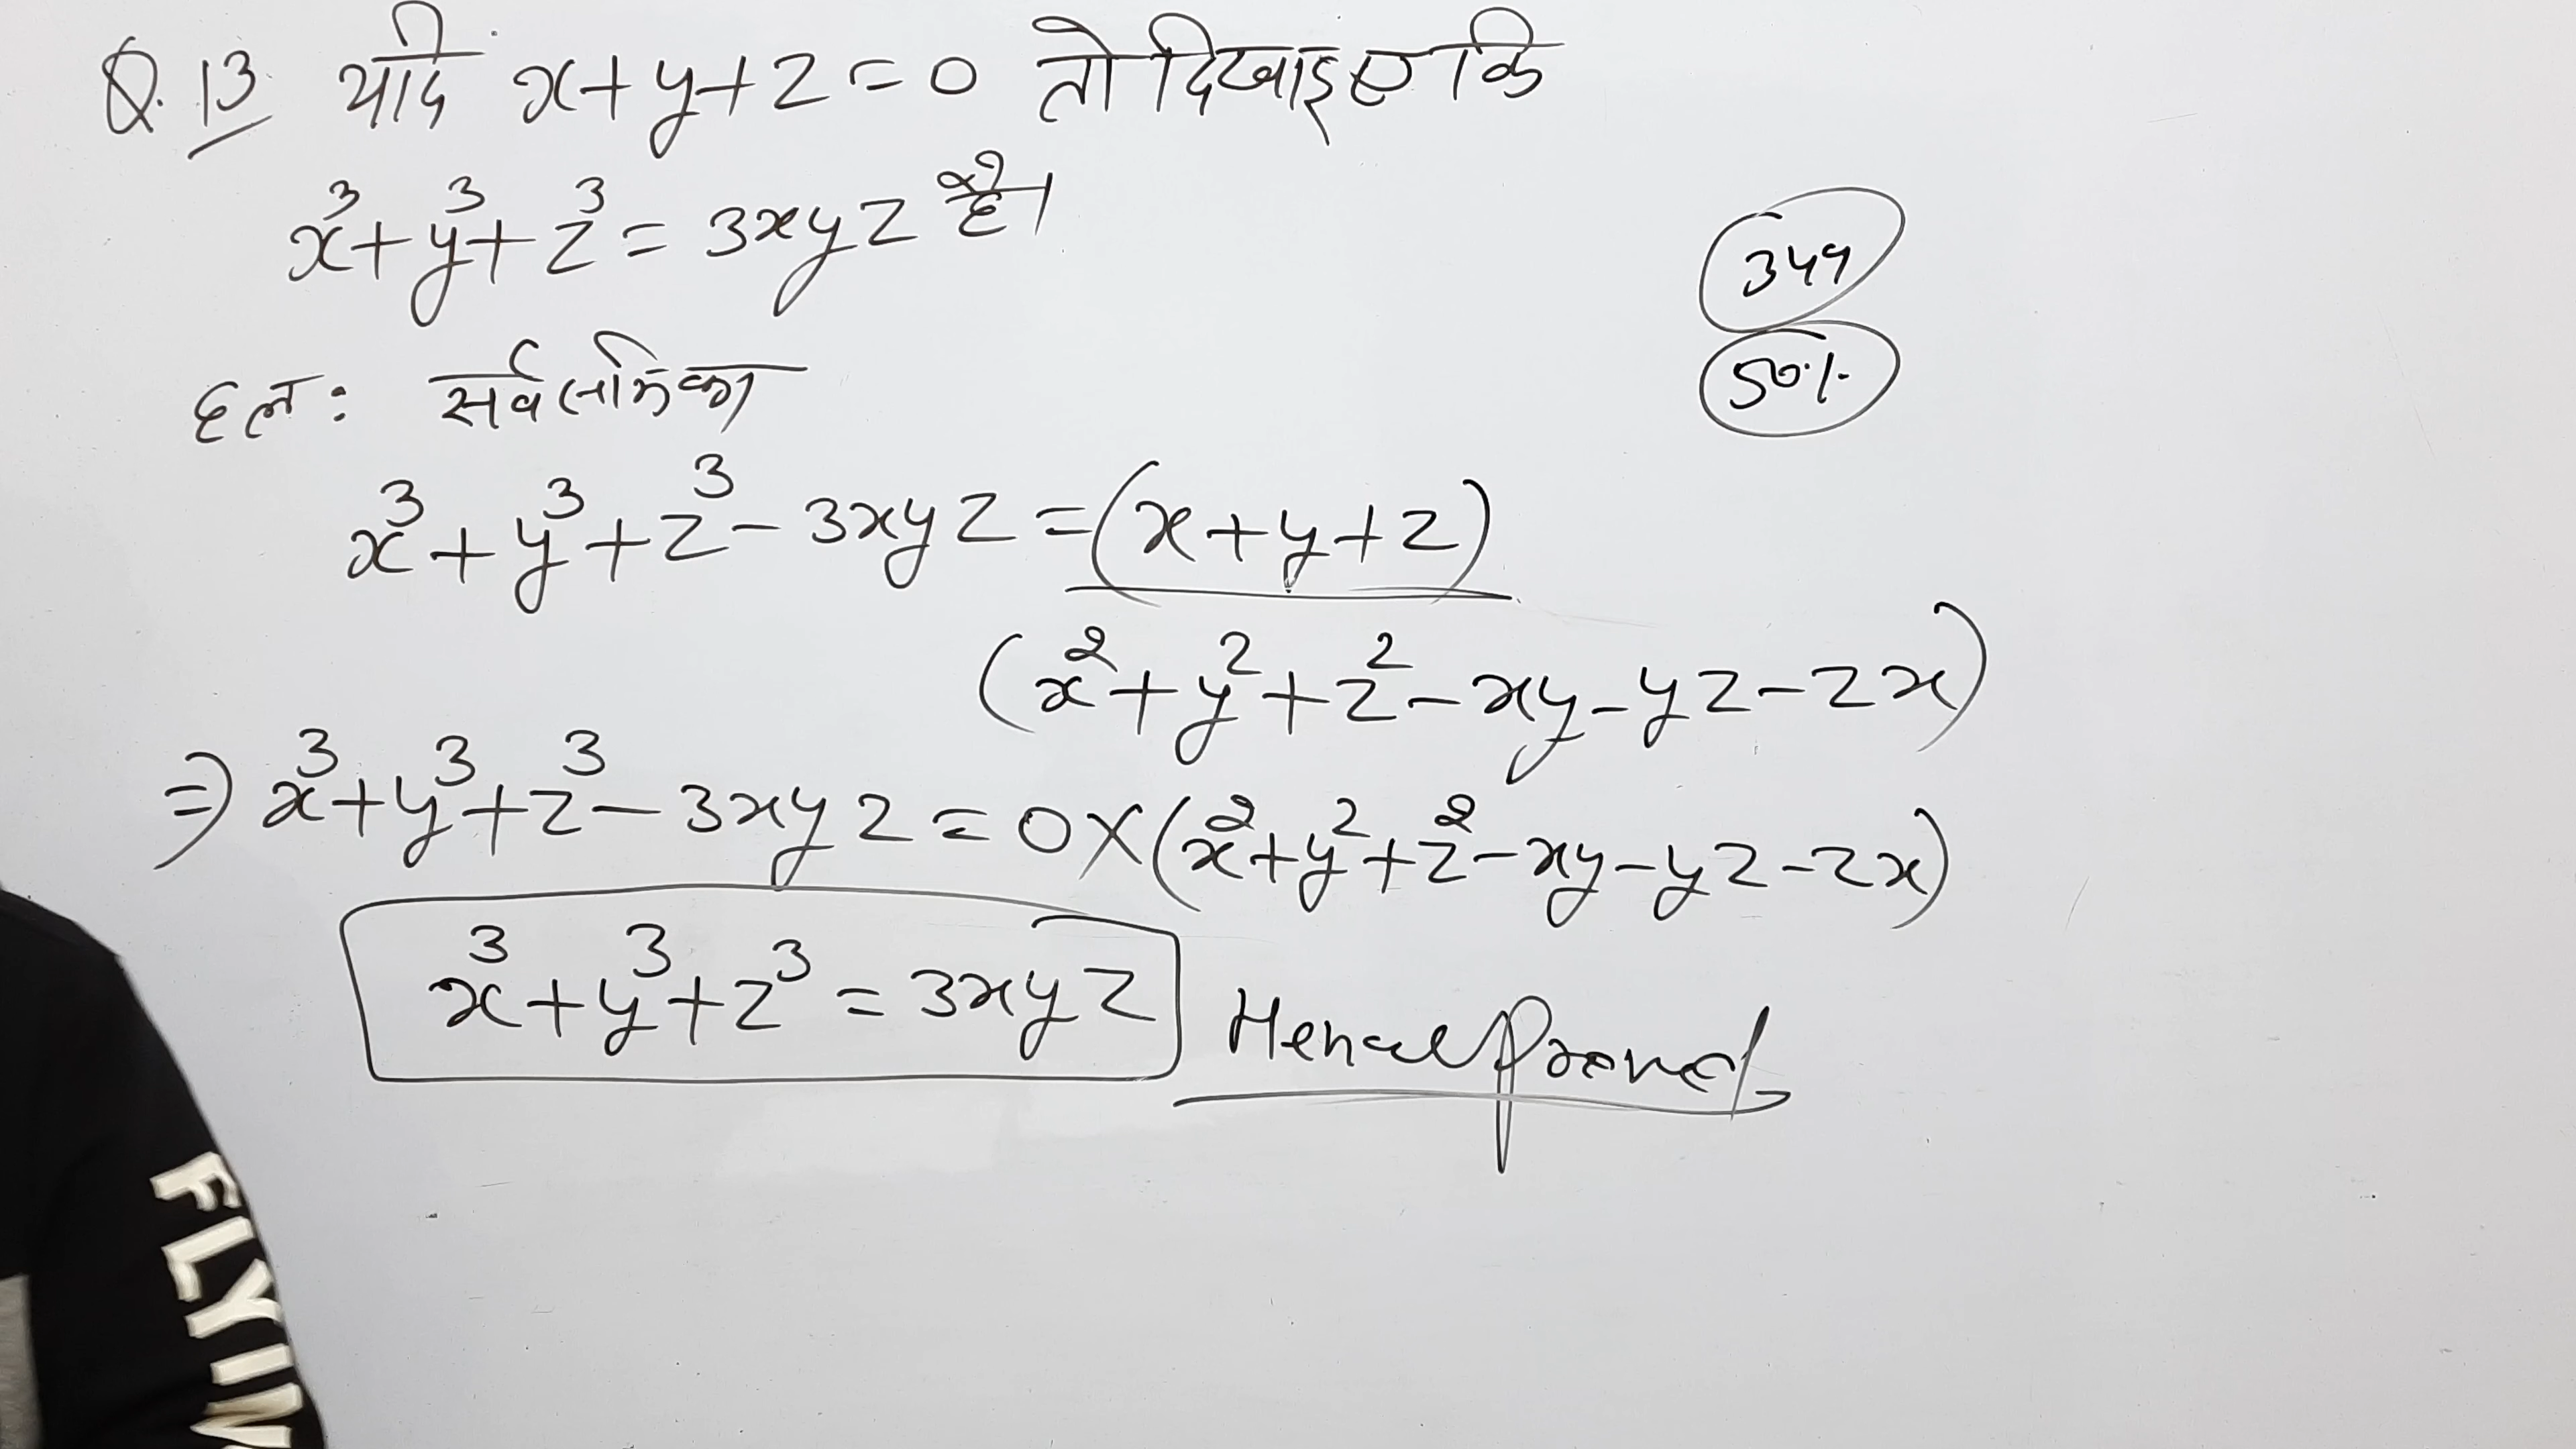 Q.13 यदि x+y+z=0 तो दिखाइए कि
x³+y³+z³=3xyz है।
349
50%
हल: सर्वसमिका
x³+y³+z³-3xyz=(x+y+z)
(x²+y²+z²-xy-yz-zx)
⇒ x³+y³+z³-3xyz=0×(x²+y²+z²-xy-yz-zx)
x³+y³+z³=3xyz Hence Proved
FLYIN